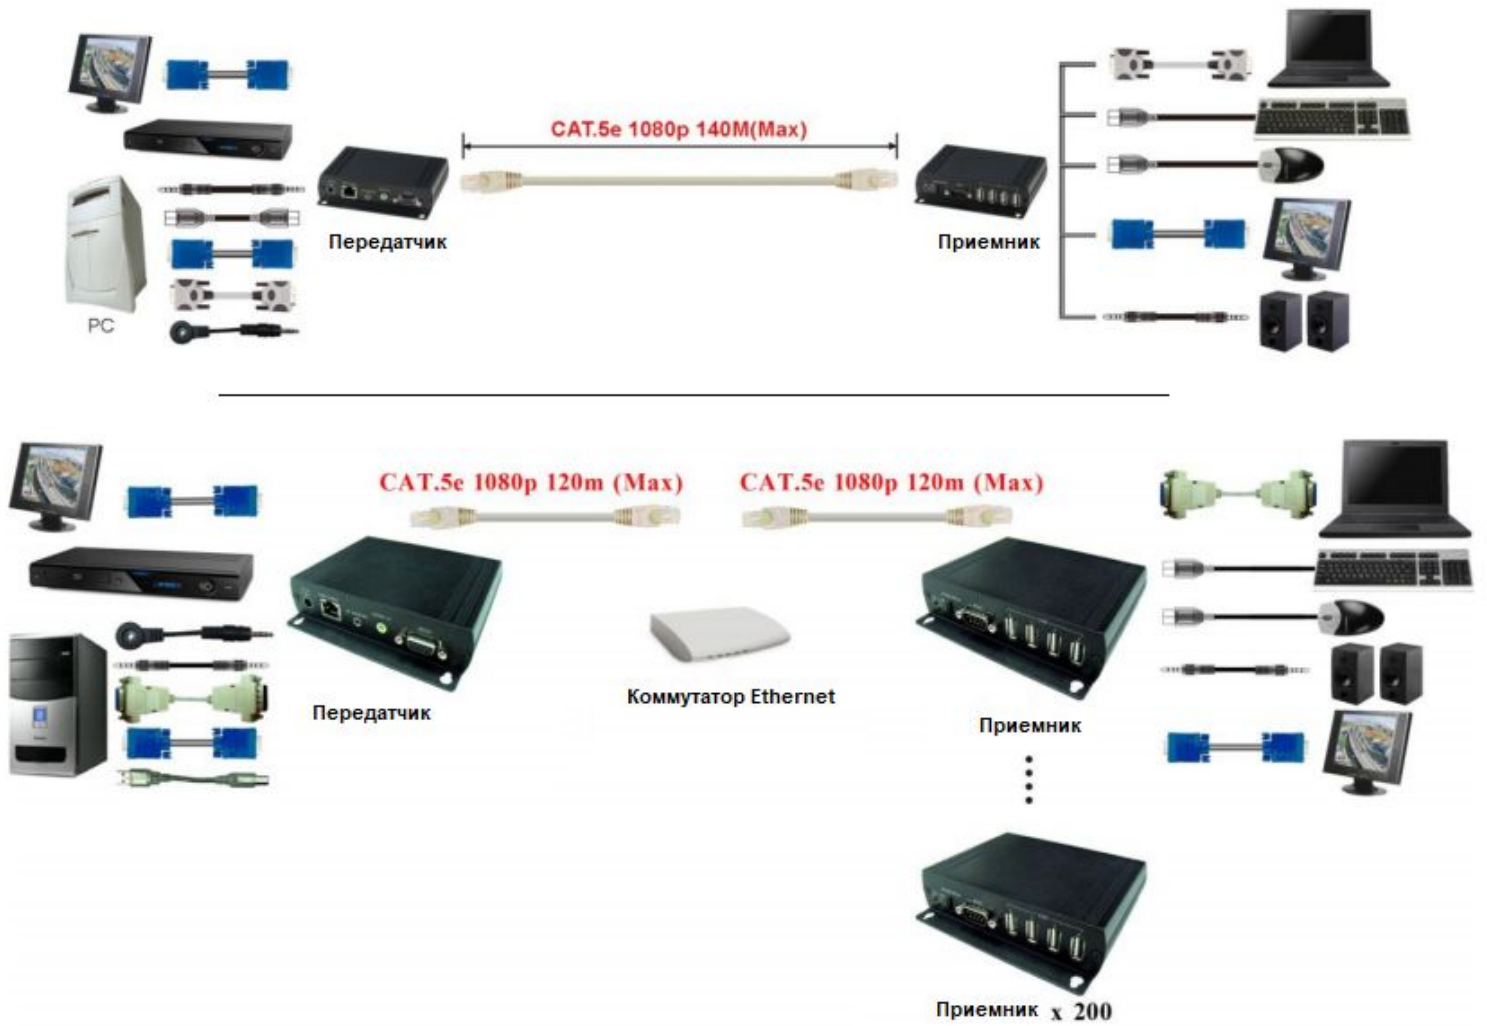 CAT.5e 1080p 140M(Max)
Передатчик
Приемник
PC
CAT.5e 1080p 120m (Max)
CAT.5e 1080p 120m (Max)
Передатчик
Коммутатор Ethernet
Приемник
Приемник x 200